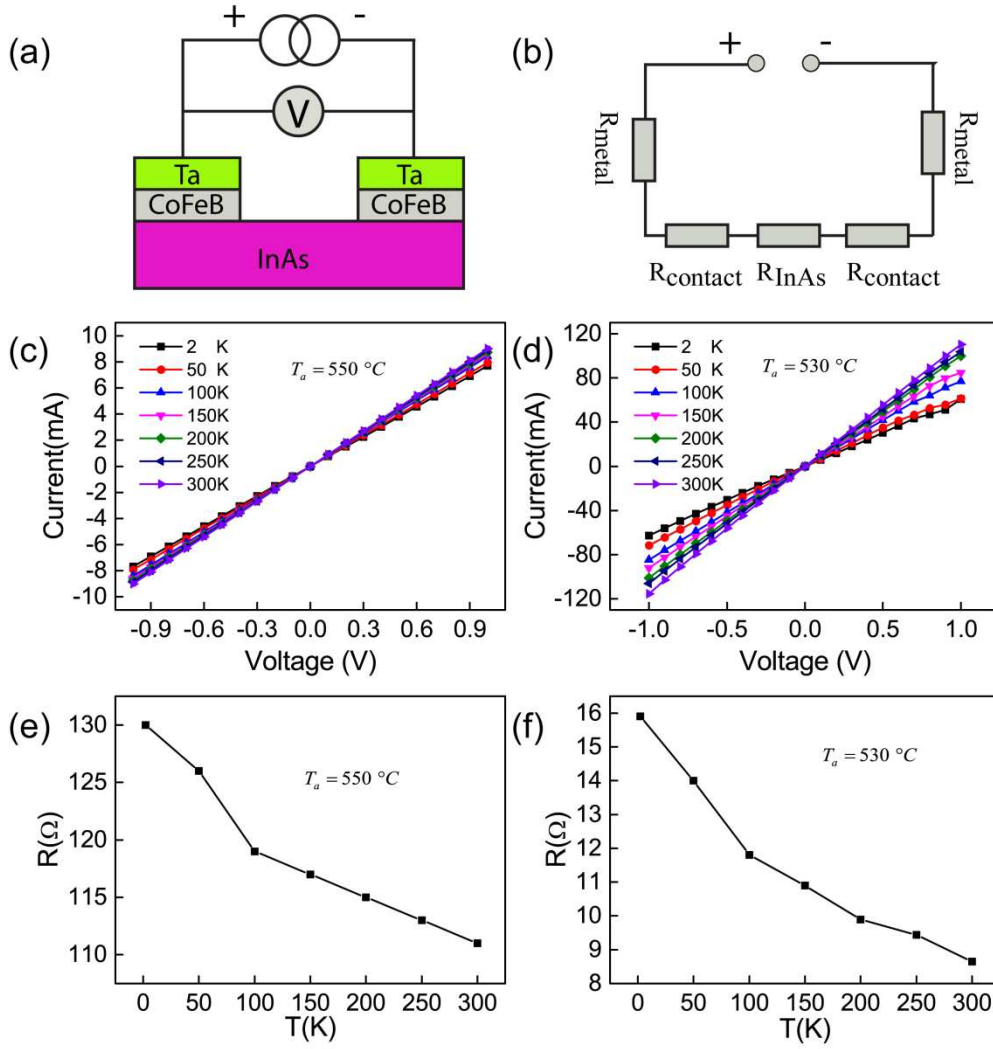 (a)
+ -
V
Ta Ta
CoFeB CoFeB
InAs
(b)
+ -
Rmetal
Rmetal
Rcontact RInAs Rcontact
(c)
Current(mA)
10
8
6
4
2
0
-2
-4
-6
-8
-10
2 K
50 K
100K
150K
200K
250K
300K
Ta = 550 °C
-0.9 -0.6 -0.3 0.0 0.3 0.6 0.9
Voltage (V)
(d)
Current(mA)
120
80
40
0
-40
-80
-120
2 K
50 K
100K
150K
200K
250K
300K
Ta = 530 °C
-1.0 -0.5 0.0 0.5 1.0
Voltage (V)
(e)
R(Ω)
130
125
120
115
110
Ta = 550 °C
0 50 100 150 200 250 300
T(K)
(f)
R(Ω)
16
15
14
13
12
11
10
9
8
Ta = 530 °C
0 50 100 150 200 250 300
T(K)